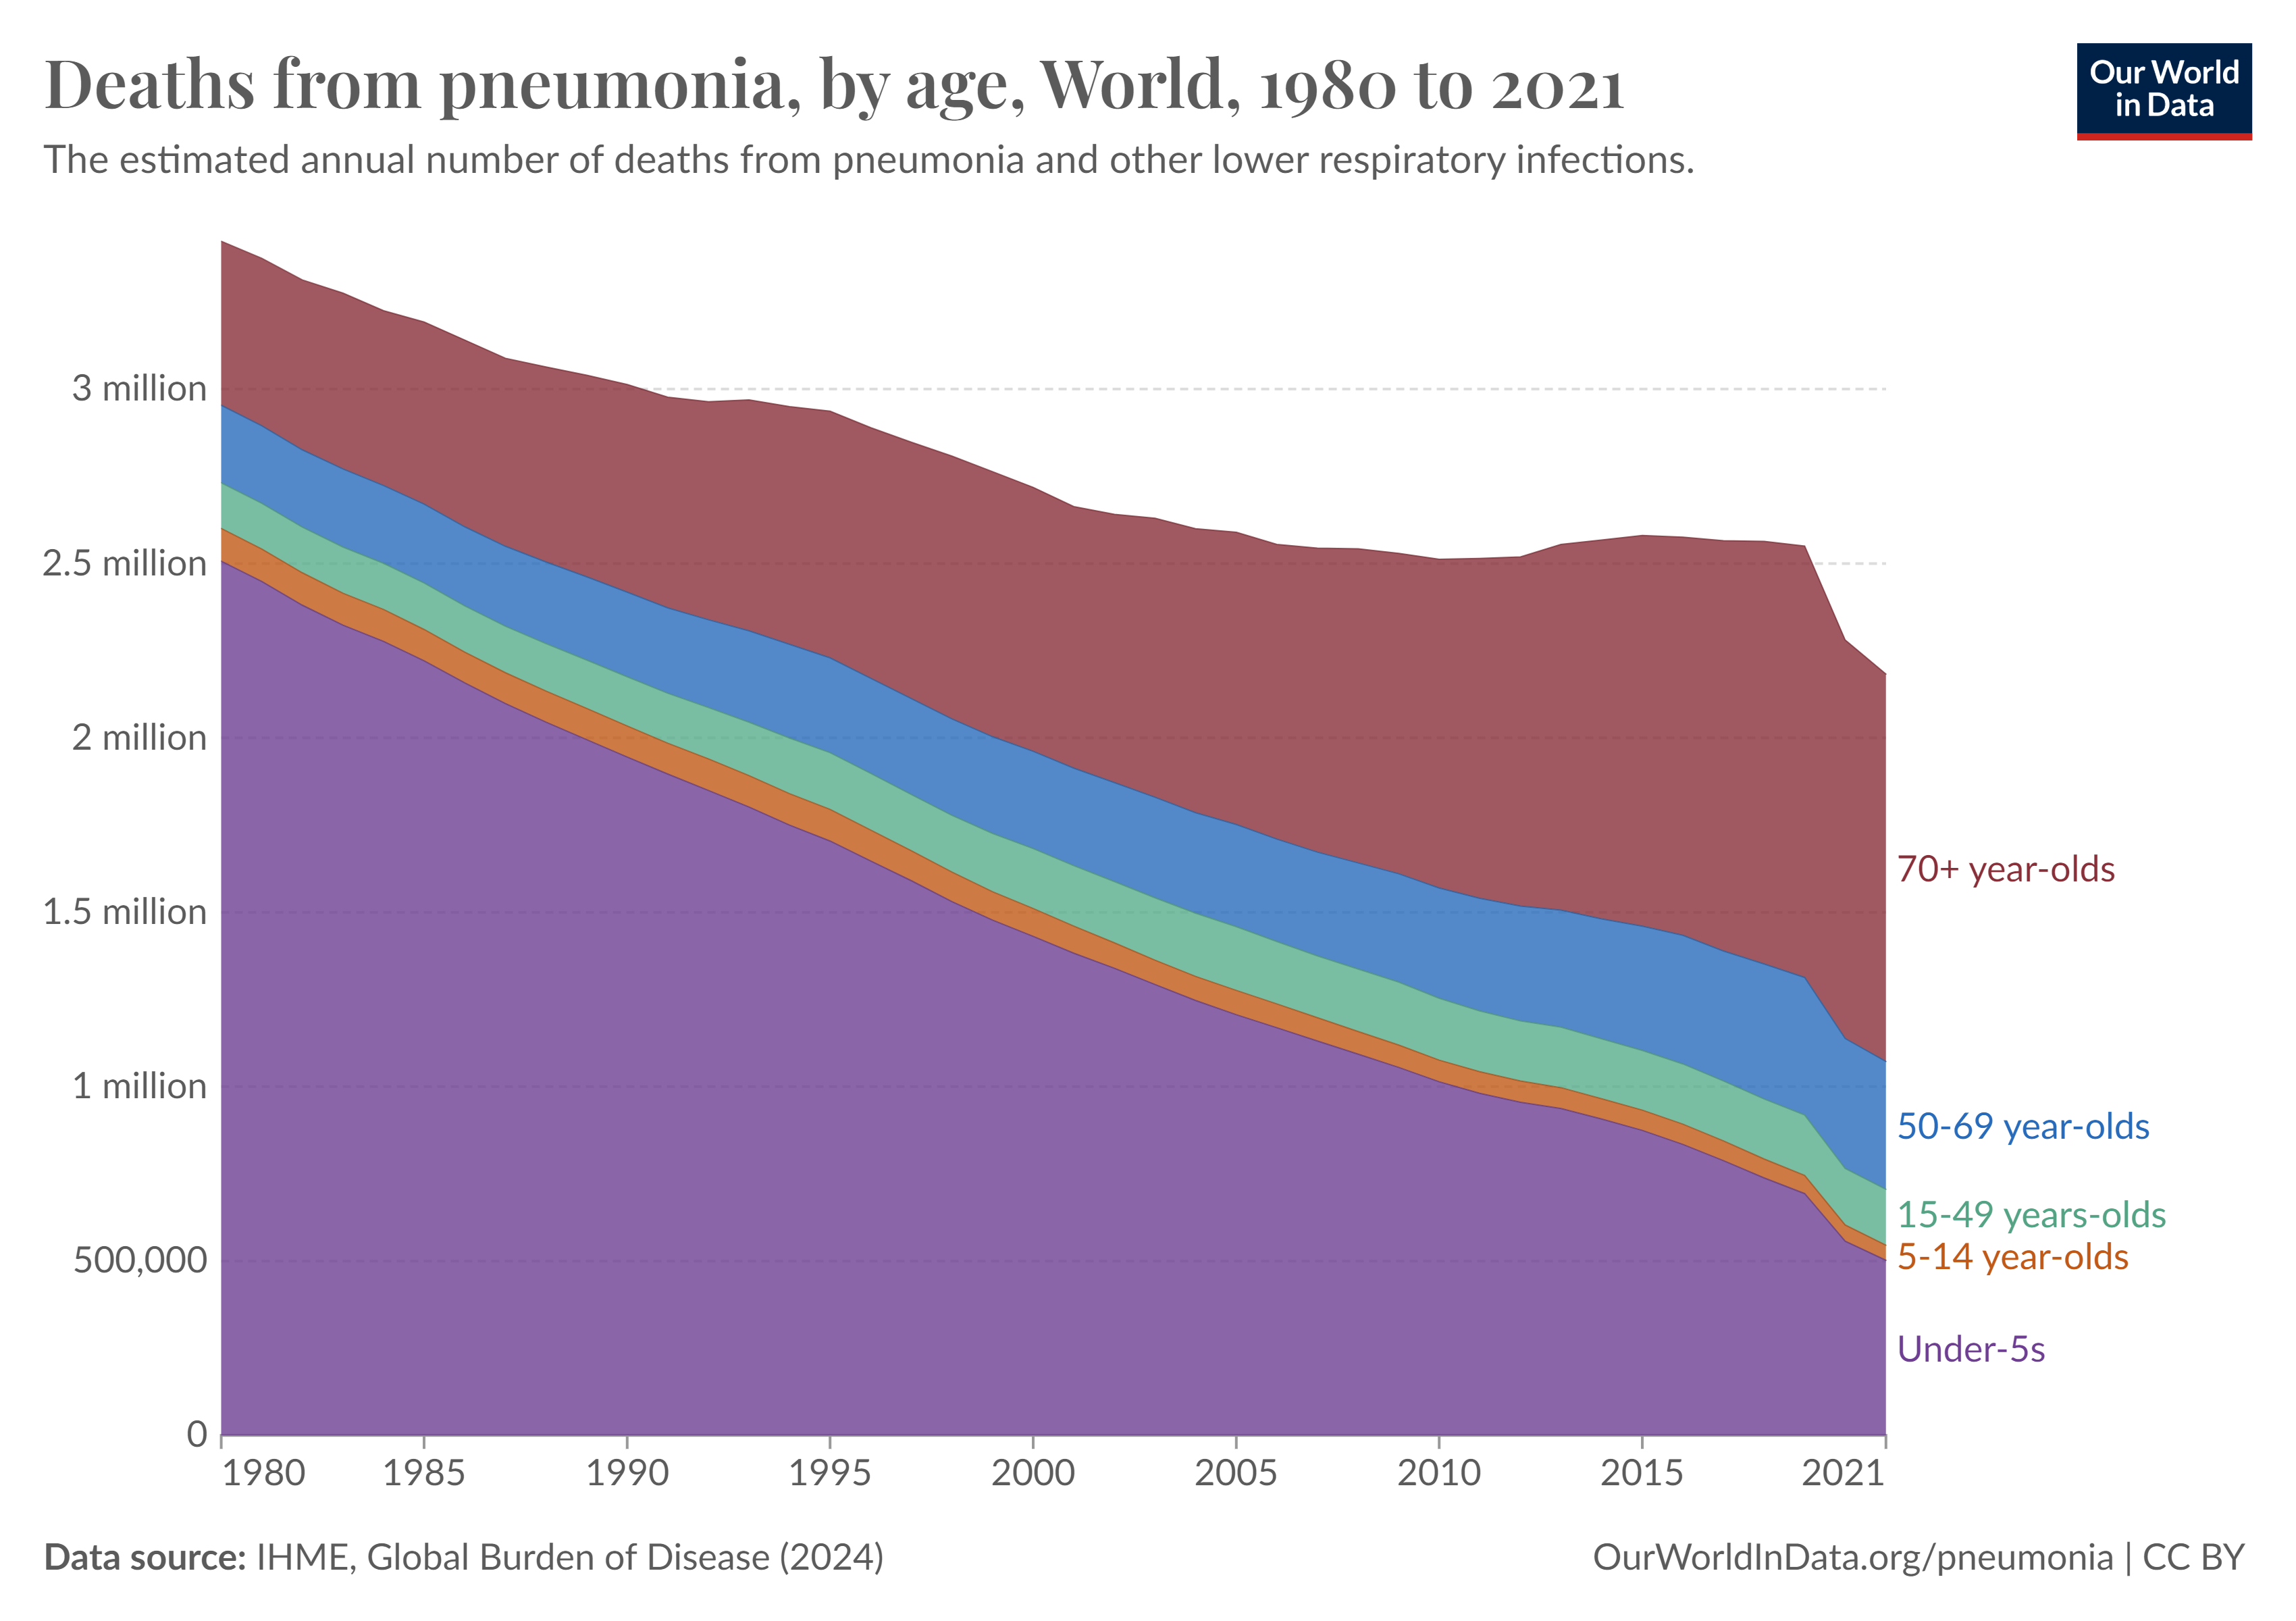 Deaths from pneumonia, by age, World, 1980 to 2021
The estimated annual number of deaths from pneumonia and other lower respiratory infections.
Our World
in Data
3 million
2.5 million
2 million
1.5 million
1 million
500,000
0
70+ year-olds
50-69 year-olds
15-49 years-olds
5-14 year-olds
Under-5s
1980 1985 1990 1995 2000 2005 2010 2015 2021
Data source: IHME, Global Burden of Disease (2024)
OurWorldInData.org/pneumonia | CC BY